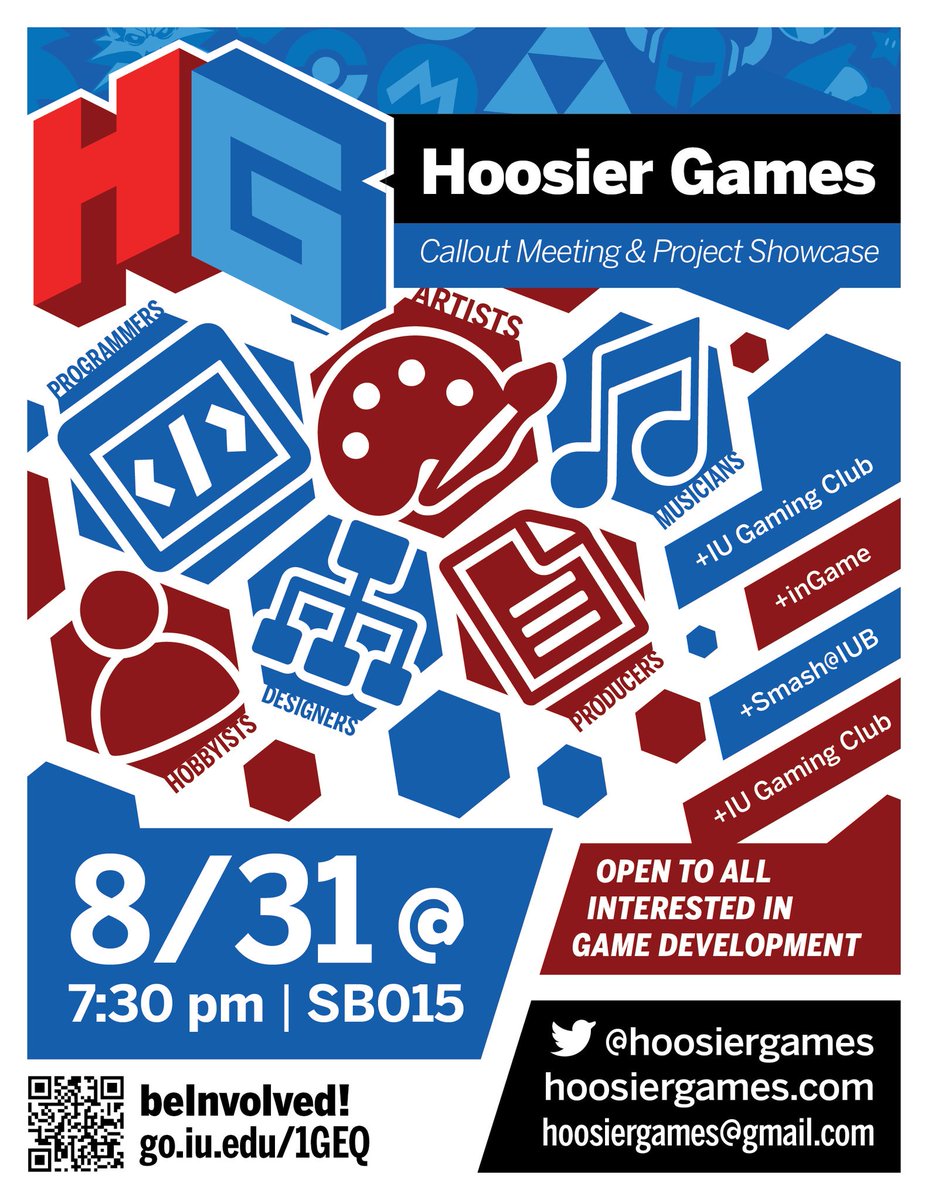 HG
Hoosier Games
Callout Meeting & Project Showcase
PROGRAMMERS
ARTISTS
MUSICIANS
HOBBYISTS
DESIGNERS
PRODUCERS
+IU Gaming Club
+inGame
+Smash@IUB
+IU Gaming Club
8/31 @
7:30 pm | SB015
OPEN TO ALL
INTERESTED IN
GAME DEVELOPMENT
@hoosiergames
hoosiergames.com
hoosiergames@gmail.com
beInvolved!
go.iu.edu/1GEQ